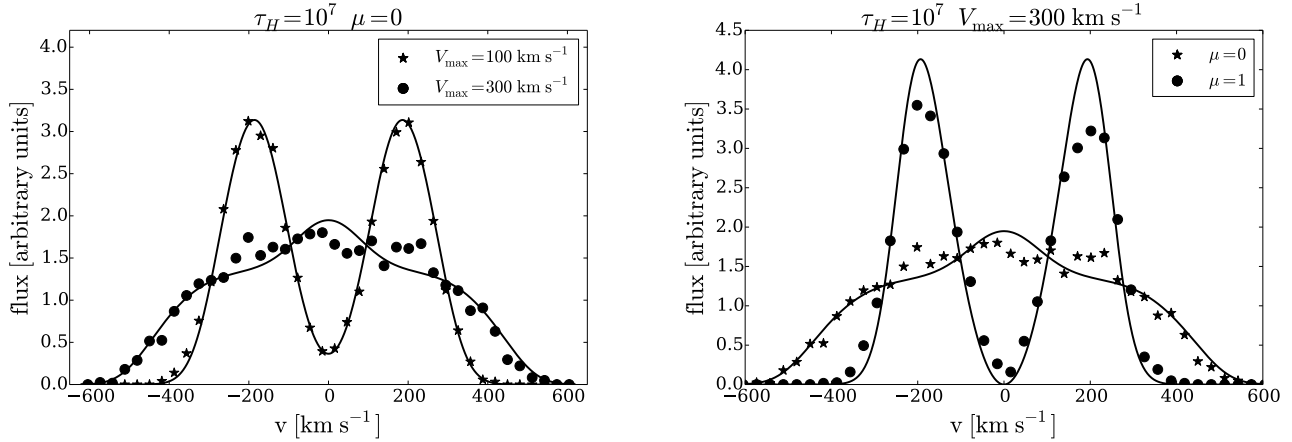 τ_H=10⁷ μ=0
flux [arbitrary units]
4.0
3.5
3.0
2.5
2.0
1.5
1.0
0.5
0.0
★ V_max=100 km s⁻¹
● V_max=300 km s⁻¹
−600 −400 −200 0 200 400 600
v [km s⁻¹]
τ_H=10⁷ V_max=300 km s⁻¹
flux [arbitrary units]
4.5
4.0
3.5
3.0
2.5
2.0
1.5
1.0
0.5
0.0
★ μ=0
● μ=1
−600 −400 −200 0 200 400 600
v [km s⁻¹]